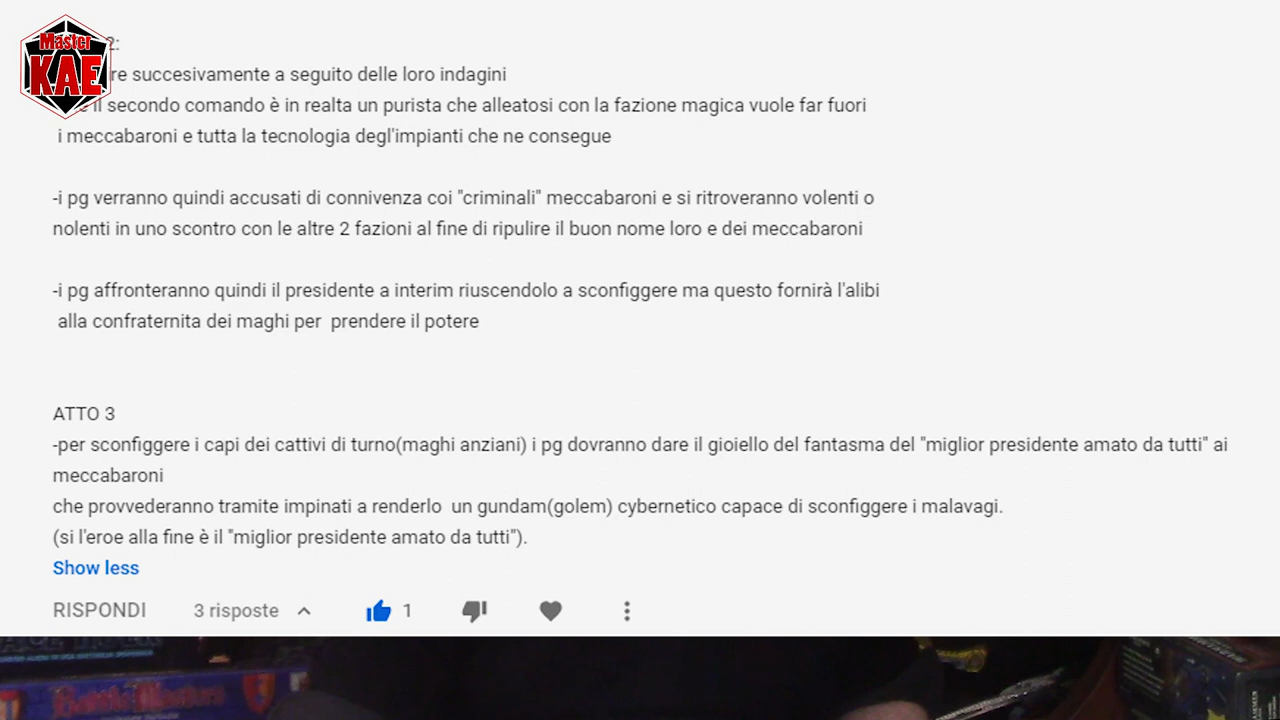 Master
KAE
2:
re succesivamente a seguito delle loro indagini
il secondo comando è in realta un purista che alleatosi con la fazione magica vuole far fuori
i meccabaroni e tutta la tecnologia degl'impianti che ne consegue
-i pg verranno quindi accusati di connivenza coi "criminali" meccabaroni e si ritroveranno volenti o
nolenti in uno scontro con le altre 2 fazioni al fine di ripulire il buon nome loro e dei meccabaroni
-i pg affronteranno quindi il presidente a interim riuscendolo a sconfiggere ma questo fornirà l'alibi
alla confraternita dei maghi per prendere il potere
ATTO 3
-per sconfiggere i capi dei cattivi di turno(maghi anziani) i pg dovranno dare il gioiello del fantasma del "miglior presidente amato da tutti" ai
meccabaroni
che provvederanno tramite impinati a renderlo un gundam(golem) cybernetico capace di sconfiggere i malavagi.
(si l'eroe alla fine è il "miglior presidente amato da tutti").
Show less
RISPONDI 3 risposte 1
Battle Masters